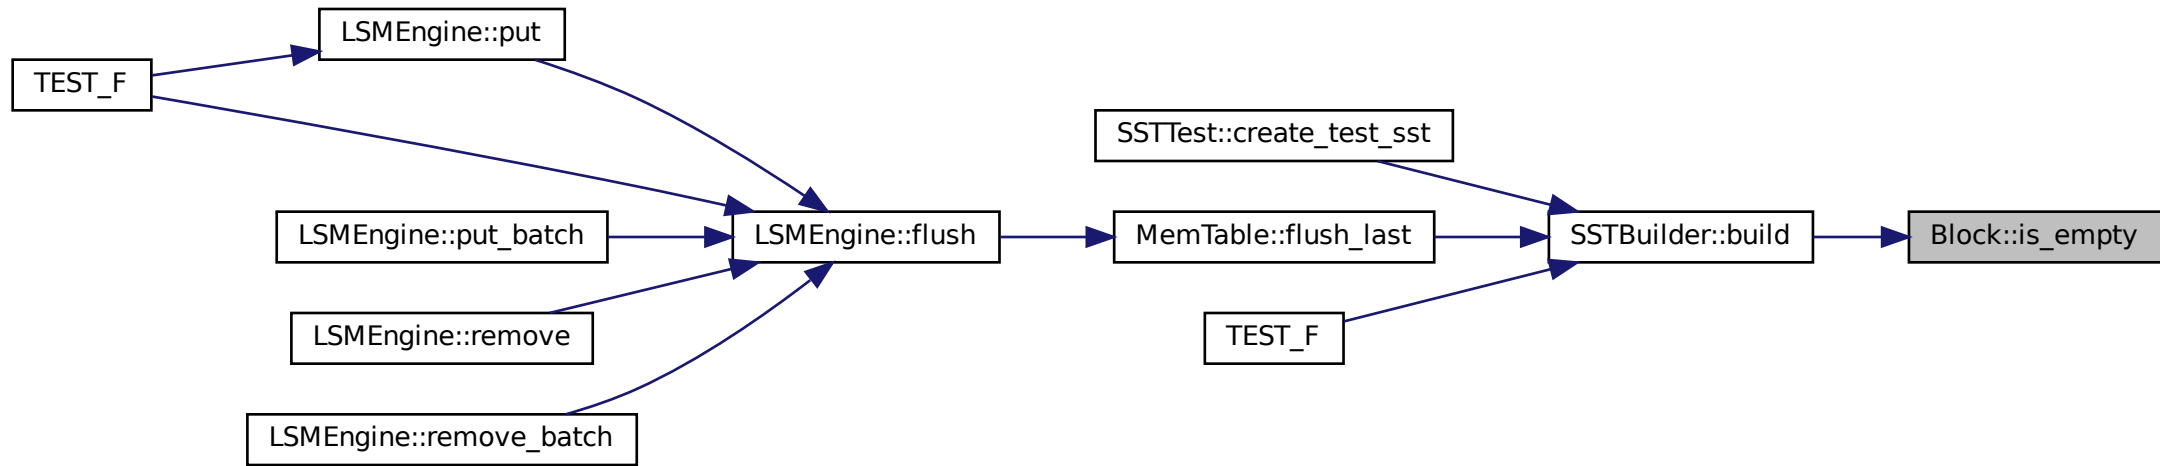 LSMEngine::put
TEST_F
SSTTest::create_test_sst
LSMEngine::put_batch
LSMEngine::flush
MemTable::flush_last
SSTBuilder::build
Block::is_empty
LSMEngine::remove
TEST_F
LSMEngine::remove_batch